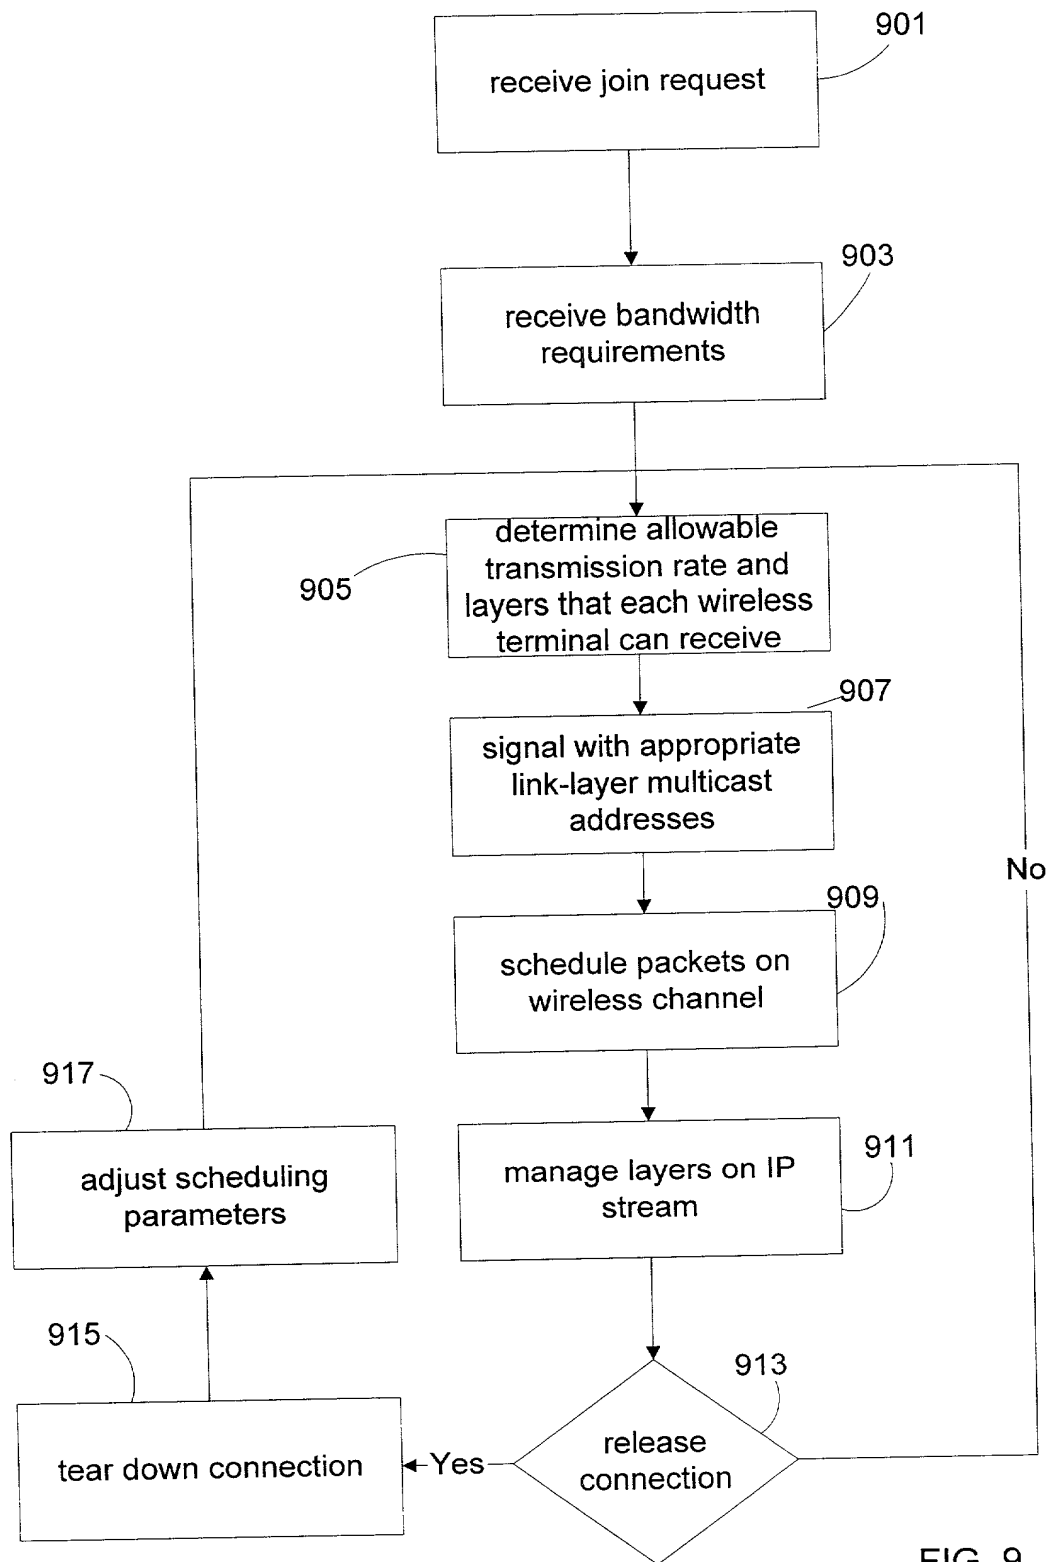 901
receive join request
903
receive bandwidth
requirements
determine allowable
transmission rate and
layers that each wireless
terminal can receive
905
907
signal with appropriate
link-layer multicast
addresses
No
909
schedule packets on
wireless channel
917
911
manage layers on IP
stream
adjust scheduling
parameters
915
913
release
connection
Yes
tear down connection
FIG. 9